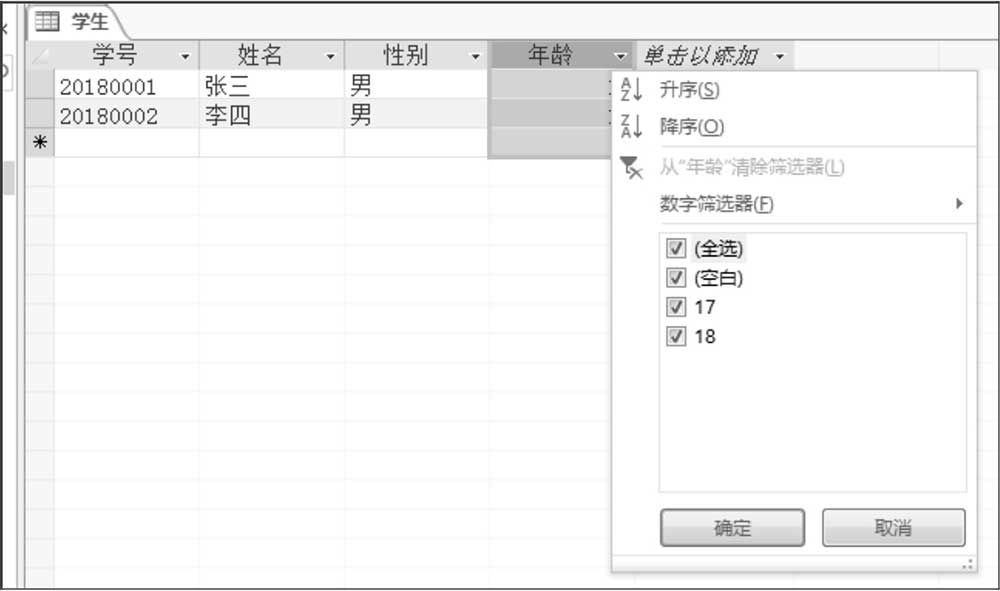 学生
学号 姓名 性别 年龄 单击以添加
20180001 张三 男
20180002 李四 男
升序(S)
降序(O)
从“年龄”清除筛选器(L)
数字筛选器(F)
(全选)
(空白)
17
18
确定 取消